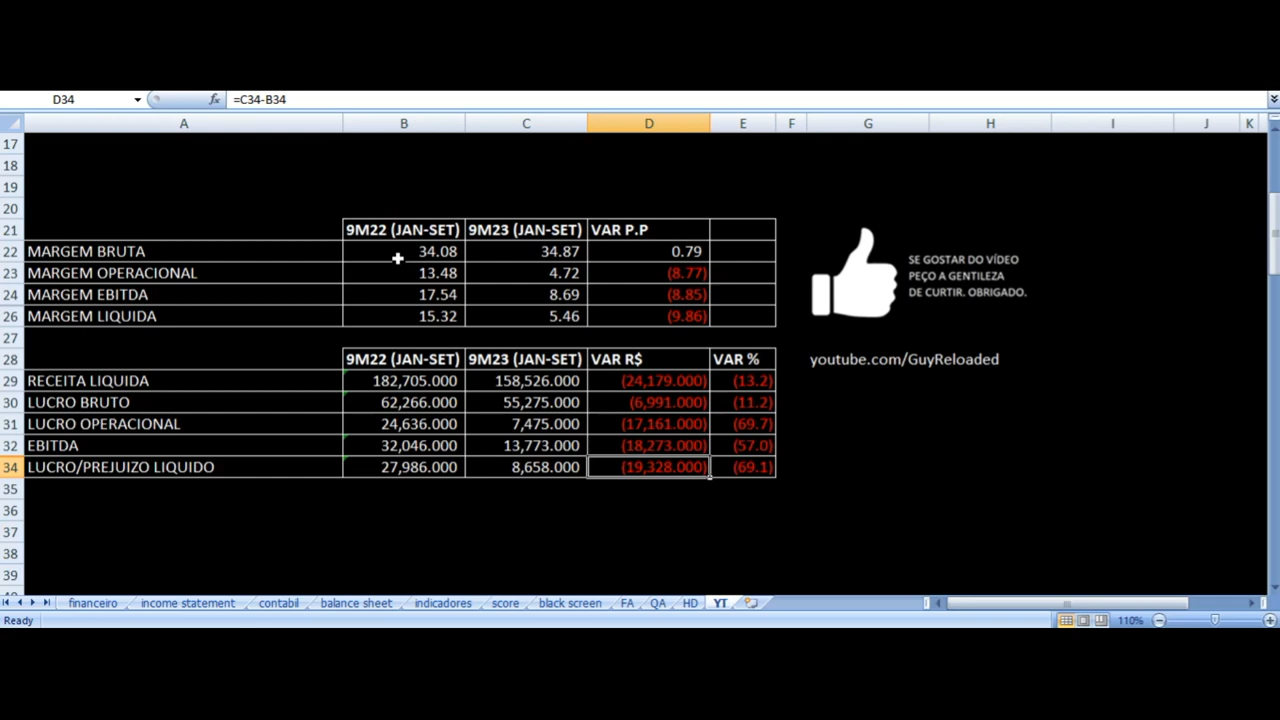 D34 fx =C34-B34
A B C D E F G H I J K
17
18
19
20
21 9M22 (JAN-SET) 9M23 (JAN-SET) VAR P.P
22 MARGEM BRUTA 34.08 34.87 0.79
23 MARGEM OPERACIONAL 13.48 4.72 (8.77)
24 MARGEM EBITDA 17.54 8.69 (8.85)
26 MARGEM LIQUIDA 15.32 5.46 (9.86)
SE GOSTAR DO VÍDEO
PEÇO A GENTILEZA
DE CURTIR. OBRIGADO.
27
28 9M22 (JAN-SET) 9M23 (JAN-SET) VAR R$ VAR % youtube.com/GuyReloaded
29 RECEITA LIQUIDA 182,705.000 158,526.000 (24,179.000) (13.2)
30 LUCRO BRUTO 62,266.000 55,275.000 (6,991.000) (11.2)
31 LUCRO OPERACIONAL 24,636.000 7,475.000 (17,161.000) (69.7)
32 EBITDA 32,046.000 13,773.000 (18,273.000) (57.0)
34 LUCRO/PREJUIZO LIQUIDO 27,986.000 8,658.000 (19,328.000) (69.1)
35
36
37
38
39
financeiro income statement contabil balance sheet indicadores score black screen FA QA HD YT
Ready 110%